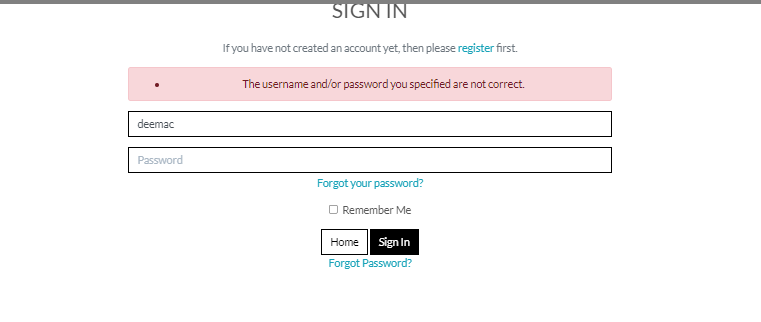 SIGN IN
If you have not created an account yet, then please register first.
• The username and/or password you specified are not correct.
deemac
Password
Forgot your password?
Remember Me
Home Sign In
Forgot Password?